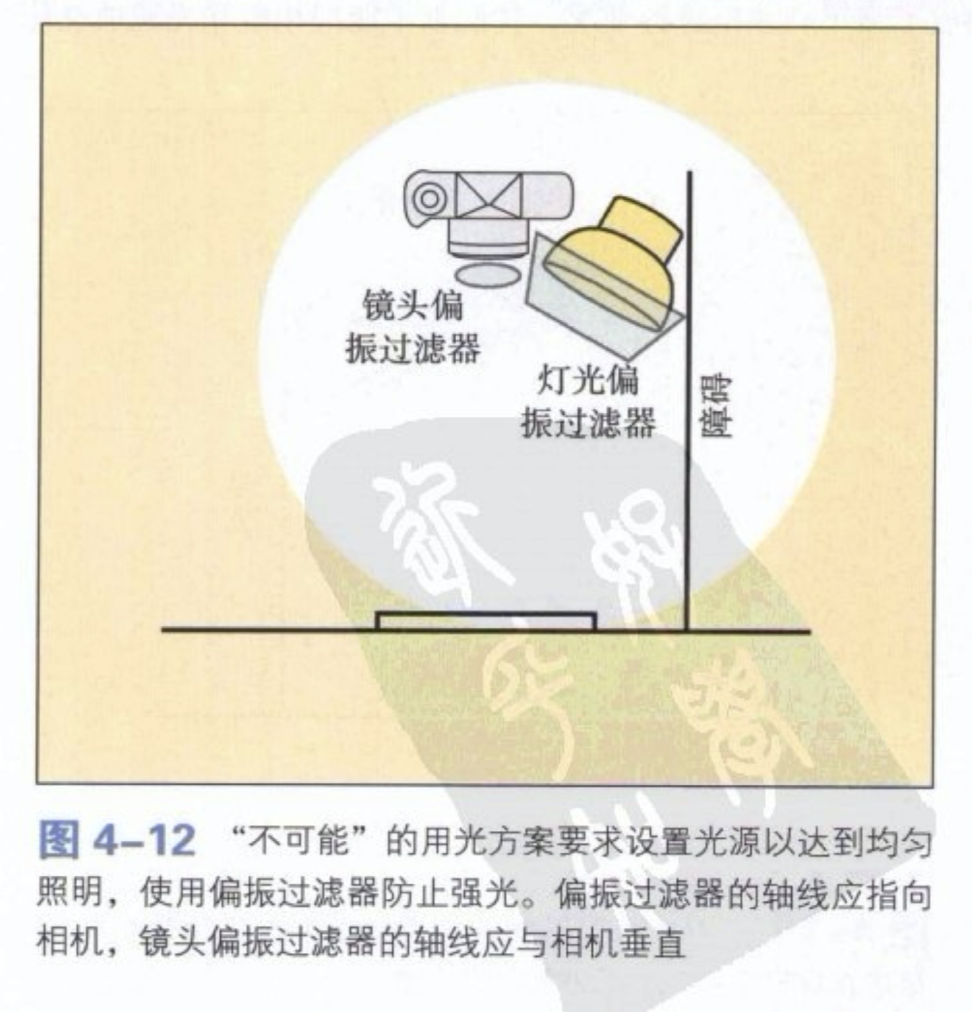 镜头偏
振过滤器
灯光偏
振过滤器
障碍
图 4-12 “不可能”的用光方案要求设置光源以达到均匀
照明，使用偏振过滤器防止强光。偏振过滤器的轴线应指向
相机，镜头偏振过滤器的轴线应与相机垂直